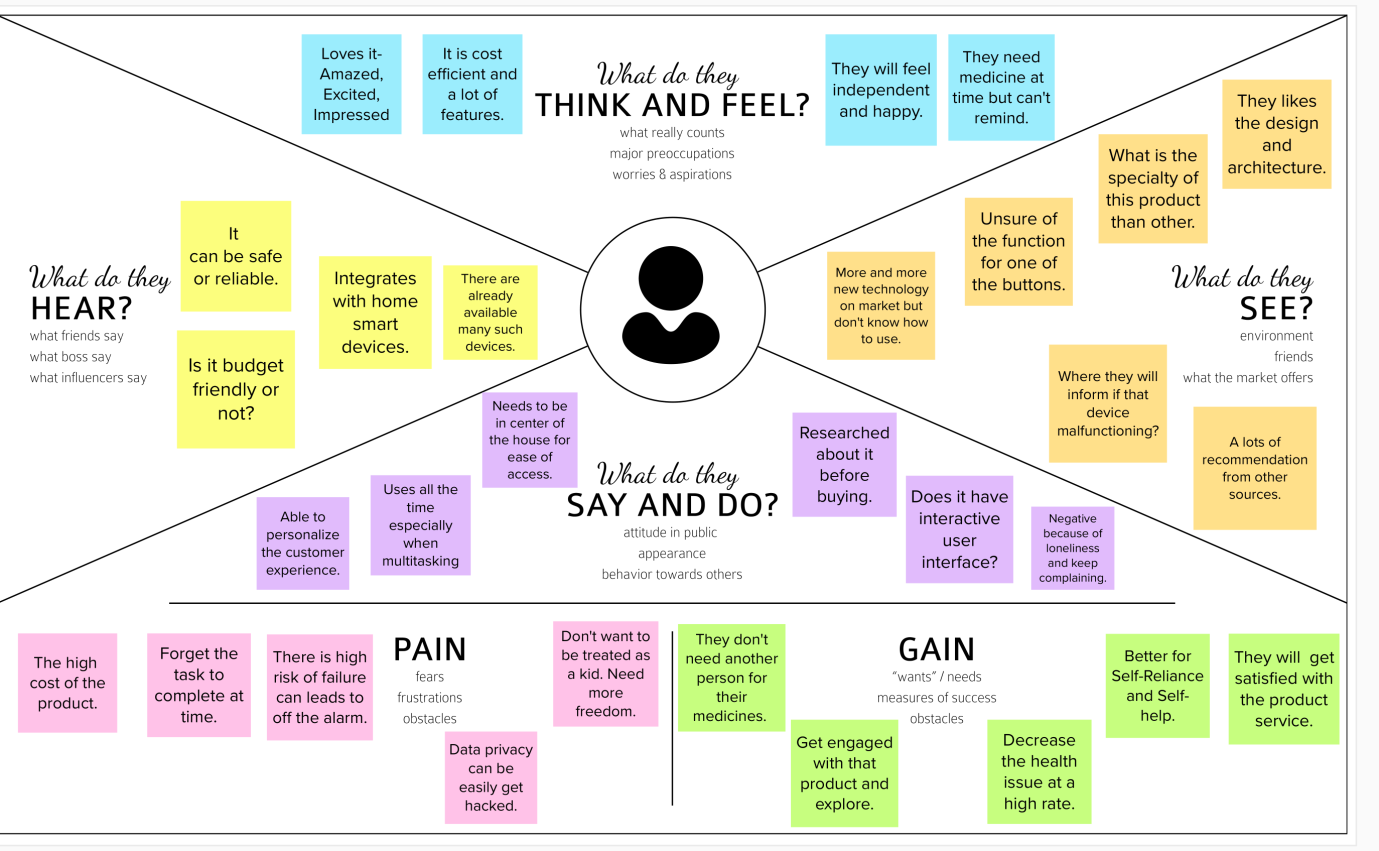 Loves it-
Amazed,
Excited,
Impressed
It is cost
efficient and
a lot of
features.
What do they
THINK AND FEEL?
what really counts
major preoccupations
worries & aspirations
They will feel
independent
and happy.
They need
medicine at
time but can't
remind.
What do they
HEAR?
what friends say
what boss say
what influencers say
It
can be safe
or reliable.
Is it budget
friendly or
not?
Integrates
with home
smart
devices.
There are
already
available
many such
devices.
They likes
the design
and
architecture.
What is the
specialty of
this product
than other.
Unsure of
the function
for one of
the buttons.
More and more
new technology
on market but
don't know how
to use.
What do they
SEE?
environment
friends
what the market offers
Where they will
inform if that
device
malfunctioning?
A lots of
recommendation
from other
sources.
Needs to be
in center of
the house for
ease of
access.
Uses all the
time
especially
when
multitasking
Able to
personalize
the customer
experience.
What do they
SAY AND DO?
attitude in public
appearance
behavior towards others
Researched
about it
before
buying.
Does it have
interactive
user
interface?
Negative
because of
loneliness
and keep
complaining.
The high
cost of the
product.
Forget the
task to
complete at
time.
There is high
risk of failure
can leads to
off the alarm.
PAIN
fears
frustrations
obstacles
Data privacy
can be
easily get
hacked.
Don't want to
be treated as
a kid. Need
more
freedom.
They don't
need another
person for
their
medicines.
Get engaged
with that
product and
explore.
GAIN
“wants” / needs
measures of success
obstacles
Decrease
the health
issue at a
high rate.
Better for
Self-Reliance
and Self-
help.
They will get
satisfied with
the product
service.